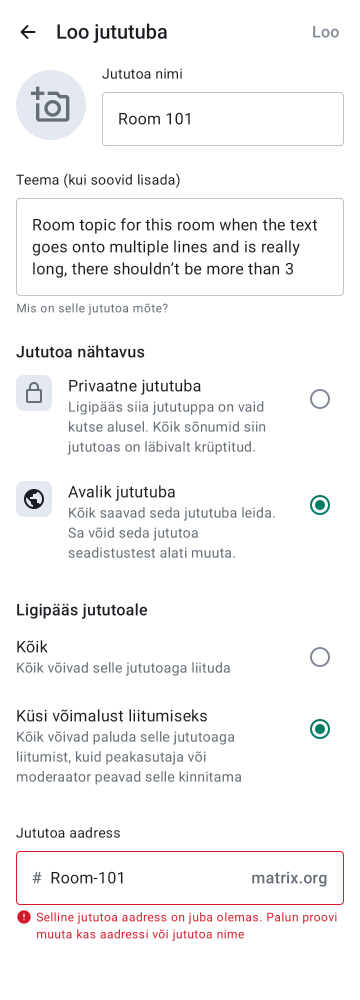 Loo jututuba
Loo
Jututoa nimi
Room 101
Teema (kui soovid lisada)
Room topic for this room when the text
goes onto multiple lines and is really
long, there shouldn’t be more than 3
Mis on selle jututoa mõte?
Jututoa nähtavus
Privaatne jututuba
Ligipääs siia jututuppa on vaid
kutse alusel. Kõik sõnumid siin
jututoas on läbivalt krüptitud.
Avalik jututuba
Kõik saavad seda jututuba leida.
Sa võid seda jututoa
seadistustest alati muuta.
Ligipääs jututoale
Kõik
Kõik võivad selle jututoaga liituda
Küsi võimalust liitumiseks
Kõik võivad paluda selle jututoaga
liitumist, kuid peakasutaja või
moderaator peavad selle kinnitama
Jututoa aadress
# Room-101 matrix.org
Selline jututoa aadress on juba olemas. Palun proovi
muuta kas aadressi või jututoa nime